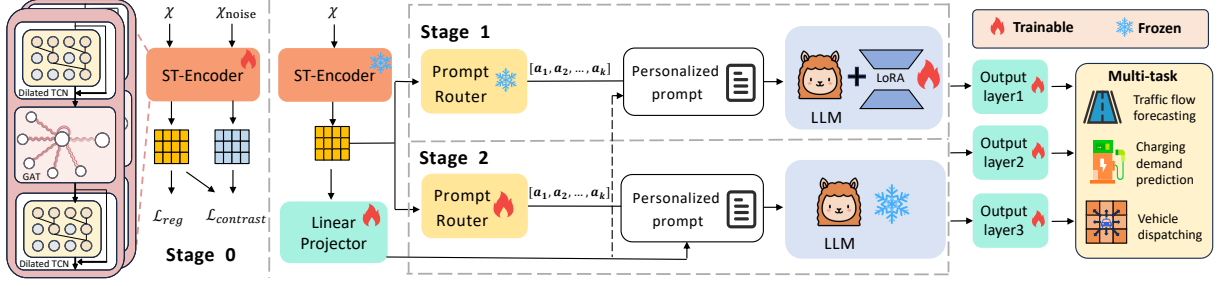 Dilated TCN
GAT
Dilated TCN
χ
χnoise
ST-Encoder
ℒreg
ℒcontrast
Stage 0
χ
ST-Encoder
Linear
Projector
Stage 1
Prompt
Router
[a1, a2, ..., ak]
Personalized
prompt
LLM
LoRA
Stage 2
Prompt
Router
[a1, a2, ..., ak]
Personalized
prompt
LLM
Trainable
Frozen
Output
layer1
Output
layer2
Output
layer3
Multi-task
Traffic flow
forecasting
Charging
demand
prediction
Vehicle
dispatching